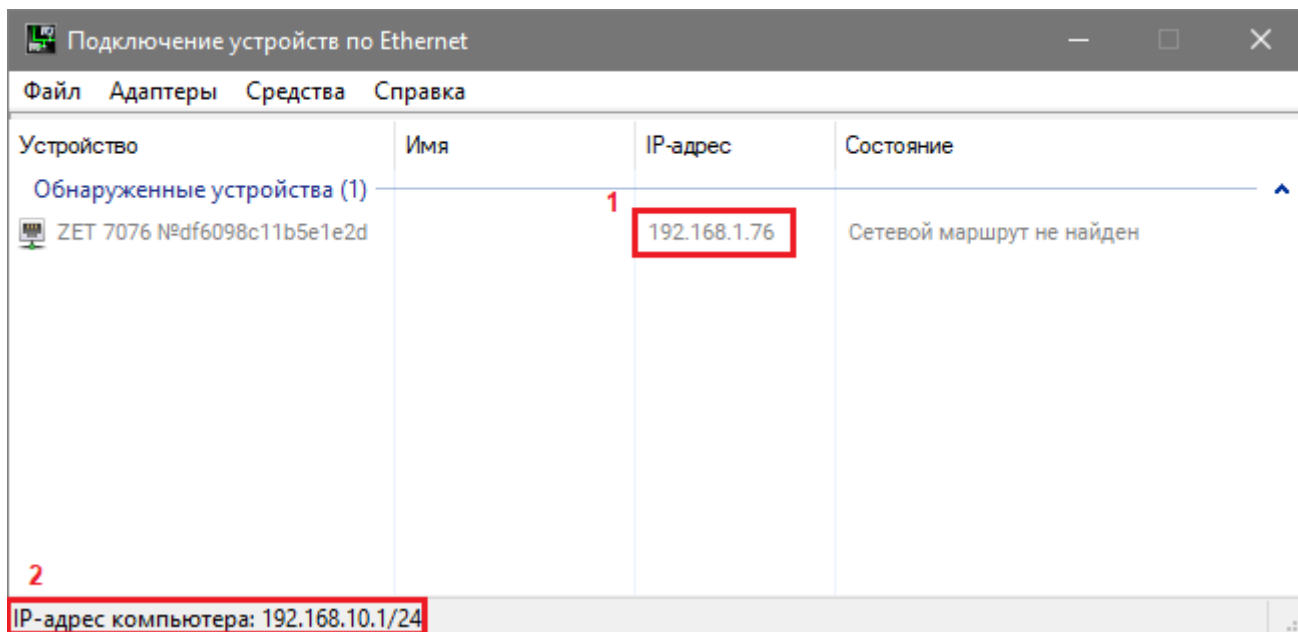 Подключение устройств по Ethernet
Файл Адаптеры Средства Справка
Устройство Имя IP-адрес Состояние
Обнаруженные устройства (1)
1
ZET 7076 №df6098c11b5e1e2d 192.168.1.76 Сетевой маршрут не найден
2
IP-адрес компьютера: 192.168.10.1/24